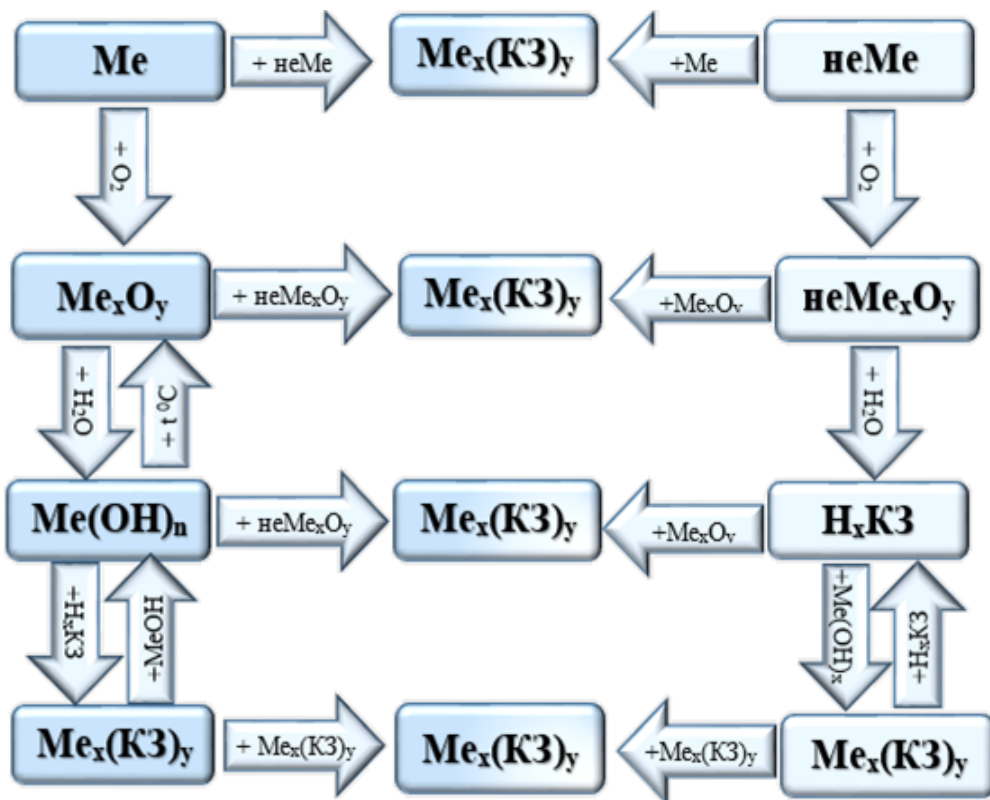 Me + неМе Meₓ(КЗ)ᵧ +Me неМе
+ O₂ + O₂
MeₓOᵧ + неМеₓOᵧ Meₓ(КЗ)ᵧ +MeₓOᵧ неМеₓOᵧ
+ H₂O + t⁰C + H₂O
Me(OH)ₙ + неМеₓOᵧ Meₓ(КЗ)ᵧ +MeₓOᵧ HₓКЗ
+HₓКЗ +MeOH +Me(OH)ₓ +HₓКЗ
Meₓ(КЗ)ᵧ + Meₓ(КЗ)ᵧ Meₓ(КЗ)ᵧ +Meₓ(КЗ)ᵧ Meₓ(КЗ)ᵧ